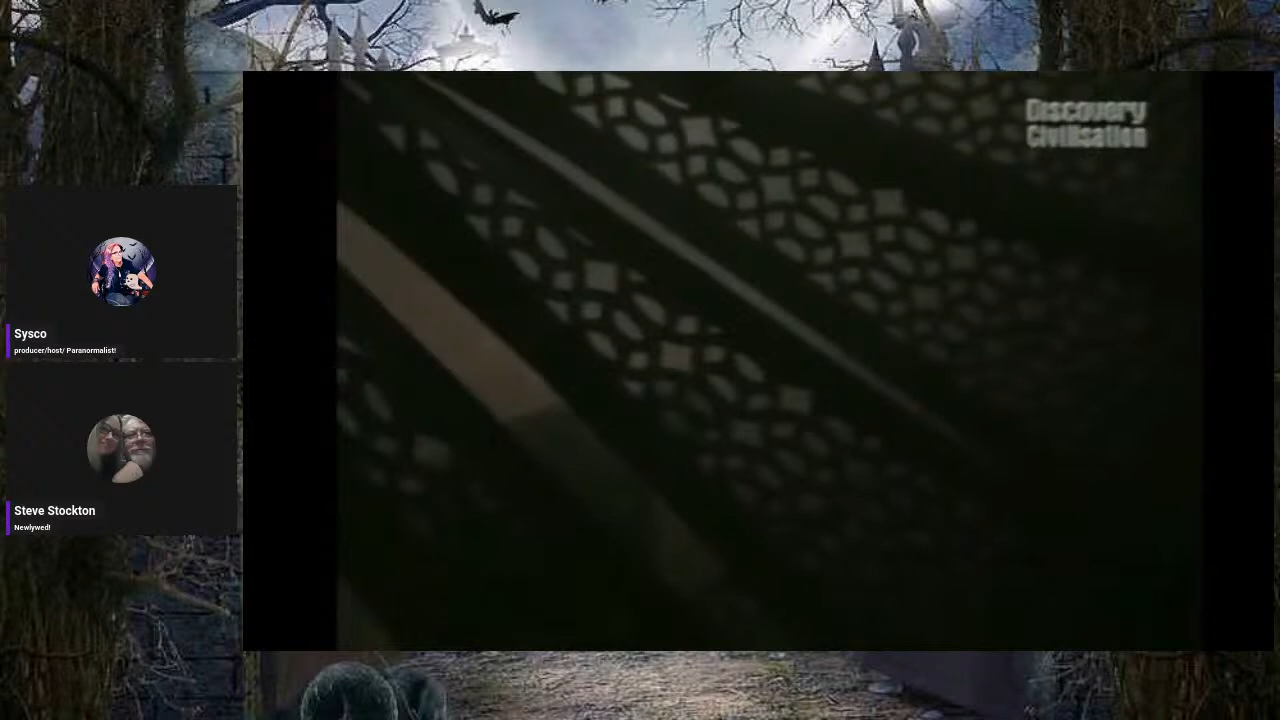 Discovery
Civilisation
Sysco
producer/host/ Paranormalist!
Steve Stockton
Newlywed!